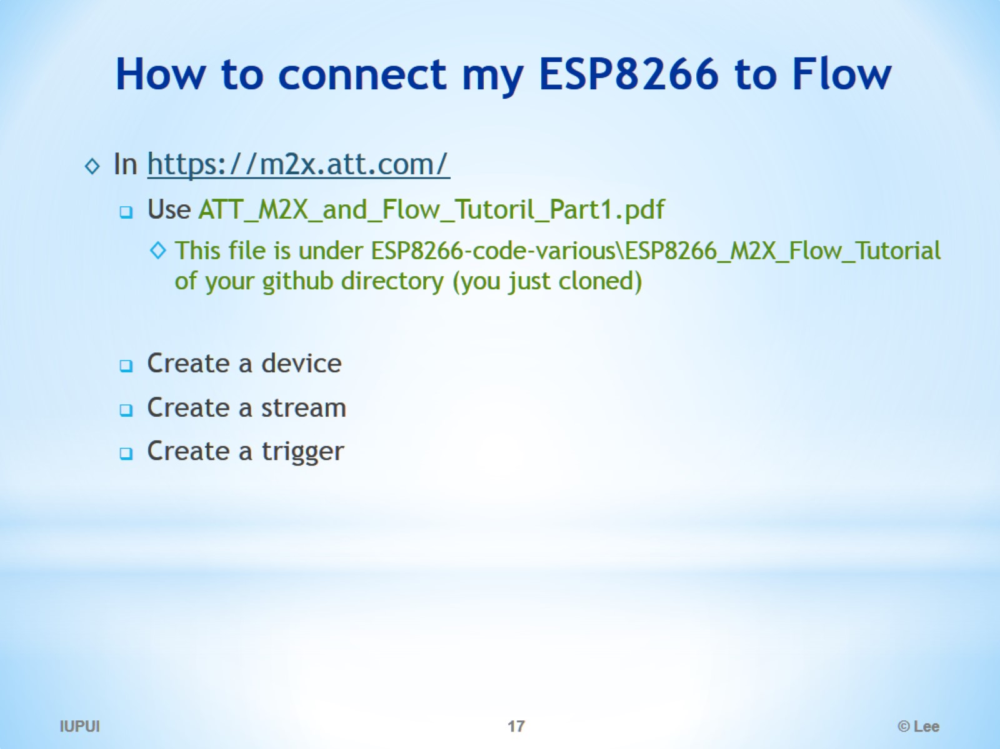 How to connect my ESP8266 to Flow
In https://m2x.att.com/
Use ATT_M2X_and_Flow_Tutoril_Part1.pdf
This file is under ESP8266-code-various\ESP8266_M2X_Flow_Tutorial
of your github directory (you just cloned)
Create a device
Create a stream
Create a trigger
IUPUI 17 © Lee